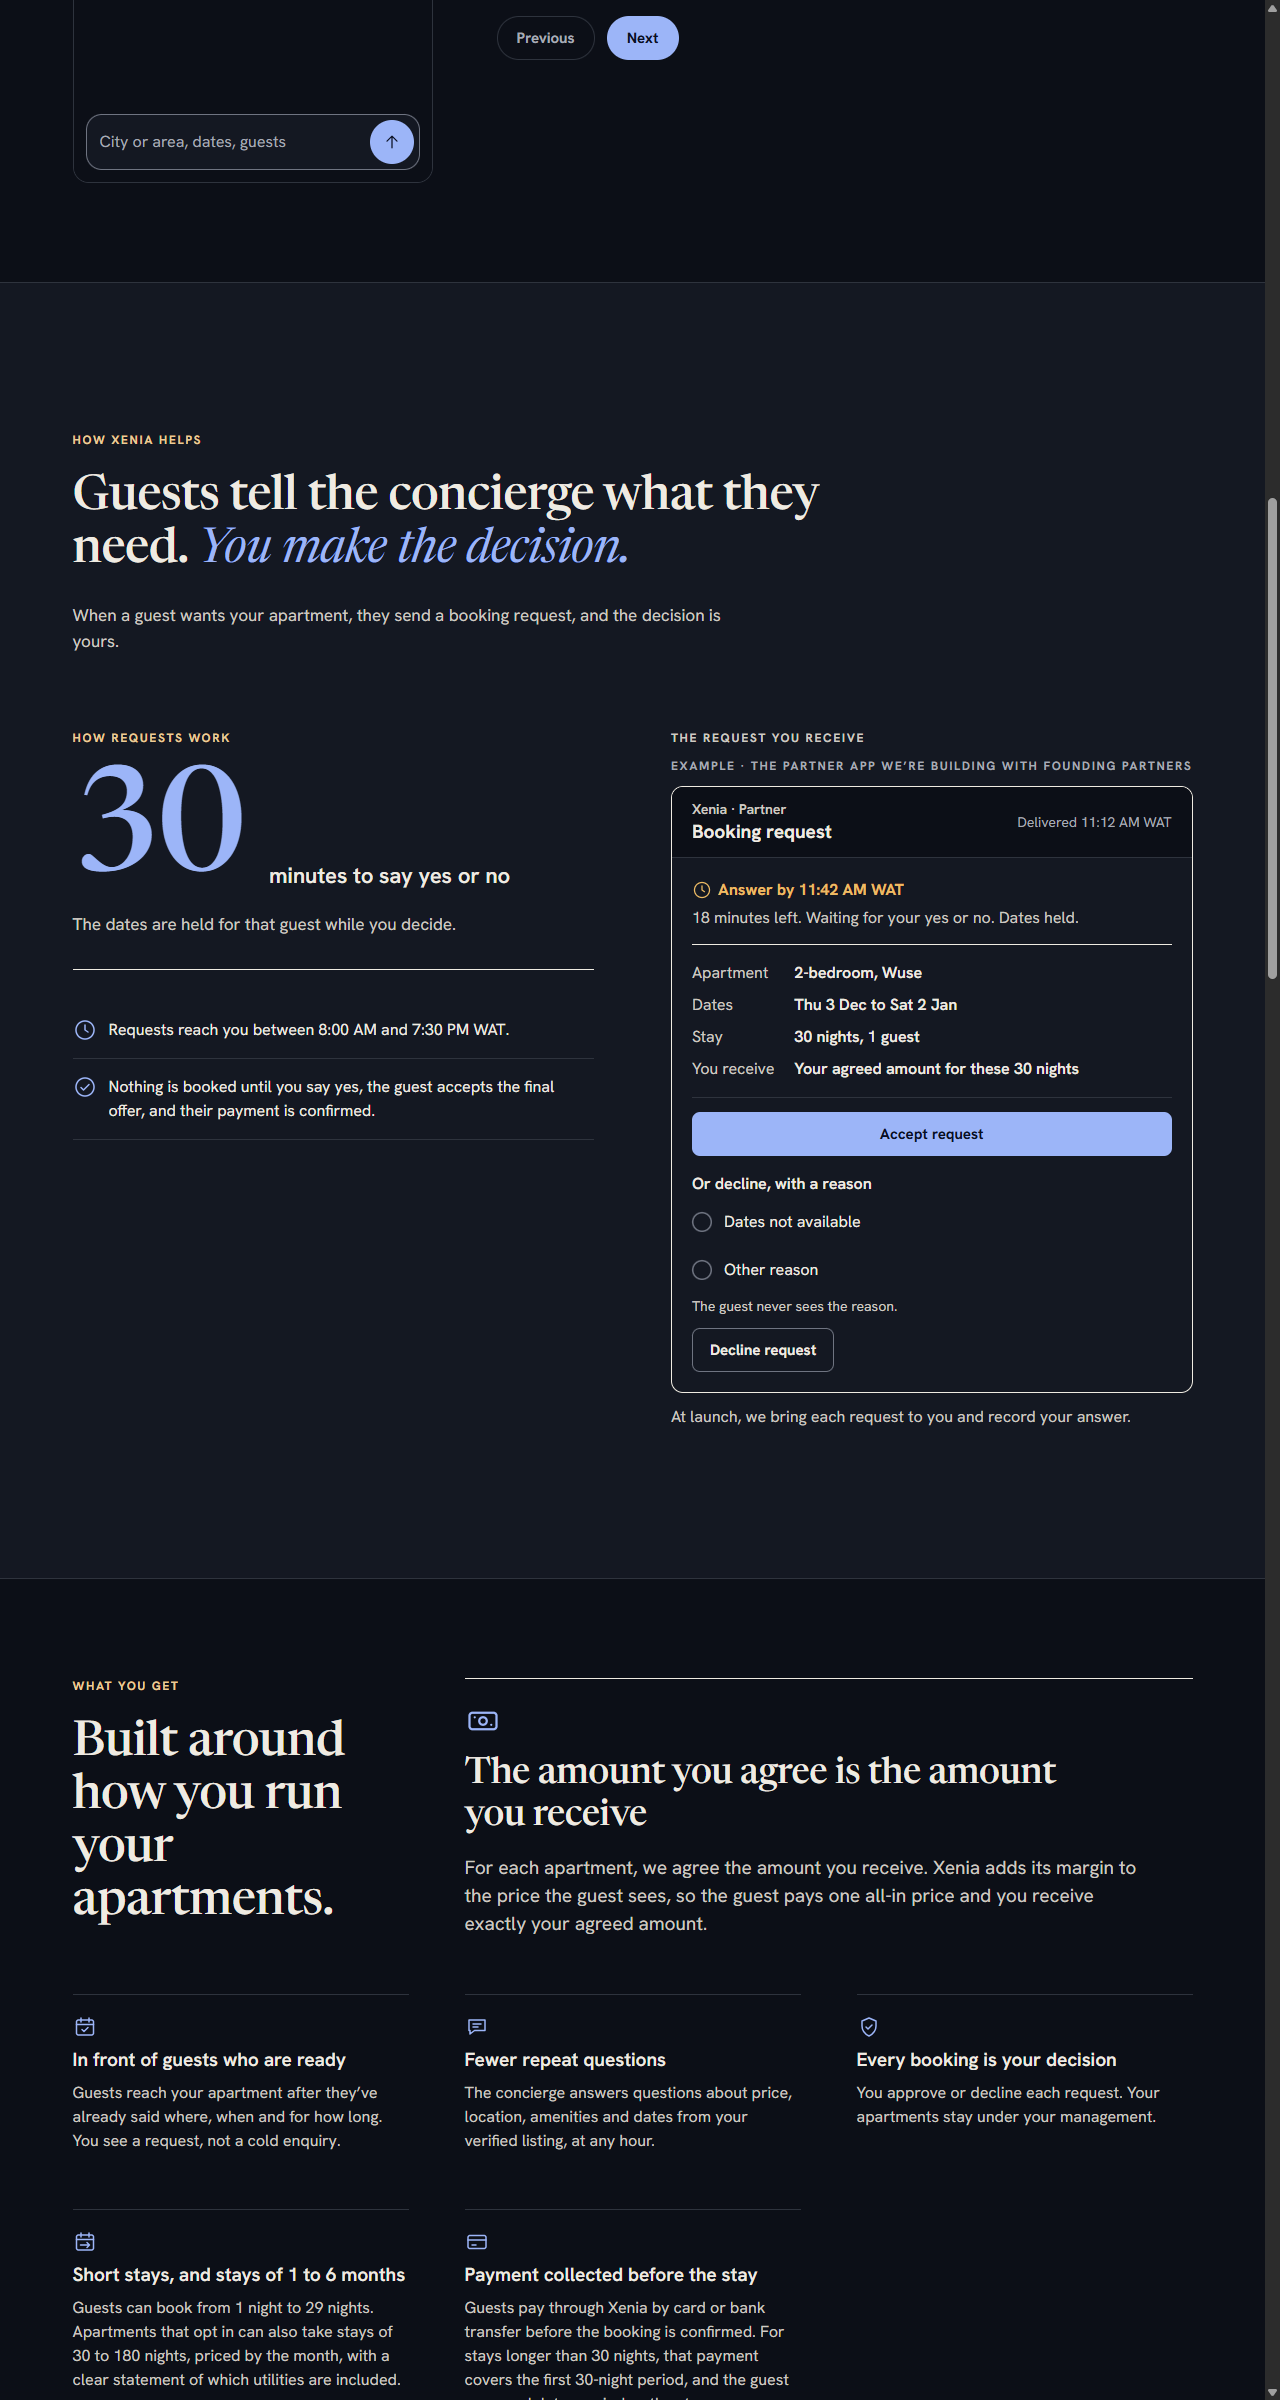 Previous
Next
City or area, dates, guests
HOW XENIA HELPS
Guests tell the concierge what they
need. You make the decision.
When a guest wants your apartment, they send a booking request, and the decision is
yours.
HOW REQUESTS WORK
30 minutes to say yes or no
The dates are held for that guest while you decide.
Requests reach you between 8:00 AM and 7:30 PM WAT.
Nothing is booked until you say yes, the guest accepts the final
offer, and their payment is confirmed.
THE REQUEST YOU RECEIVE
EXAMPLE · THE PARTNER APP WE’RE BUILDING WITH FOUNDING PARTNERS
Xenia · Partner
Booking request
Delivered 11:12 AM WAT
Answer by 11:42 AM WAT
18 minutes left. Waiting for your yes or no. Dates held.
Apartment 2-bedroom, Wuse
Dates Thu 3 Dec to Sat 2 Jan
Stay 30 nights, 1 guest
You receive Your agreed amount for these 30 nights
Accept request
Or decline, with a reason
Dates not available
Other reason
The guest never sees the reason.
Decline request
At launch, we bring each request to you and record your answer.
WHAT YOU GET
Built around
how you run
your
apartments.
The amount you agree is the amount
you receive
For each apartment, we agree the amount you receive. Xenia adds its margin to
the price the guest sees, so the guest pays one all-in price and you receive
exactly your agreed amount.
In front of guests who are ready
Guests reach your apartment after they’ve
already said where, when and for how long.
You see a request, not a cold enquiry.
Fewer repeat questions
The concierge answers questions about price,
location, amenities and dates from your
verified listing, at any hour.
Every booking is your decision
You approve or decline each request. Your
apartments stay under your management.
Short stays, and stays of 1 to 6 months
Guests can book from 1 night to 29 nights.
Apartments that opt in can also take stays of
30 to 180 nights, priced by the month, with a
clear statement of which utilities are included.
Payment collected before the stay
Guests pay through Xenia by card or bank
transfer before the booking is confirmed. For
stays longer than 30 nights, that payment
covers the first 30-night period, and the guest